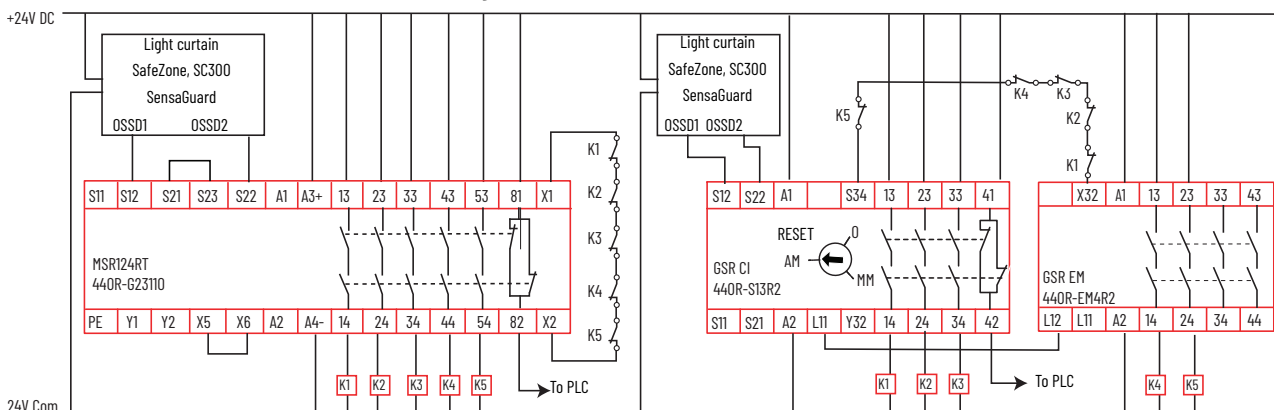 +24V DC
Light curtain
SafeZone, SC300
SensaGuard
OSSD1 OSSD2
S11 S12 S21 S23 S22 A1 A3+ 13 23 33 43 53 81 X1
MSR124RT
440R-G23110
PE Y1 Y2 X5 X6 A2 A4- 14 24 34 44 54 82 X2
K1
K2
K3
K4
K5
K1 K2 K3 K4 K5
To PLC
24V Com
Light curtain
SafeZone, SC300
SensaGuard
OSSD1 OSSD2
K5
K4 K3
K2
K1
S12 S22 A1 S34 13 23 33 41
RESET O
AM
MM
GSR CI
440R-S13R2
S11 S21 A2 L11 Y32 14 24 34 42
K1 K2 K3
To PLC
X32 A1 13 23 33 43
GSR EM
440R-EM4R2
L12 L11 A2 14 24 34 44
K4 K5